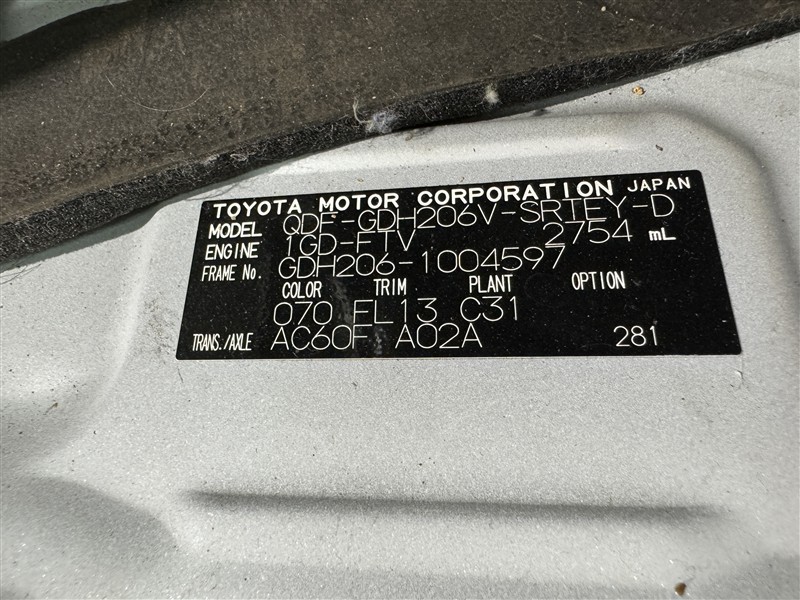 TOYOTA MOTOR CORPORATION JAPAN
MODEL QDF-GDH206V-SRTEY-D
ENGINE 1GD-FTV 2754 mL
FRAME No. GDH206-1004597
COLOR TRIM PLANT OPTION
070 FL13 C31
TRANS./AXLE AC60F A02A 281